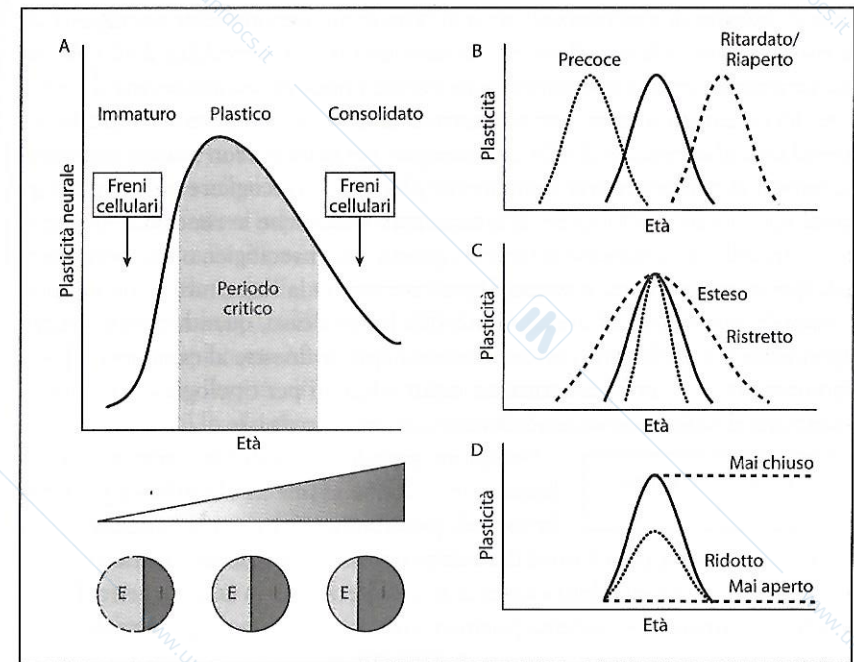 A
Immaturo
Plastico
Consolidato
Freni
cellulari
Freni
cellulari
Periodo
critico
Plasticità neurale
Età
E I
E I
E I
B
Precoce
Ritardato/
Riaperto
Plasticità
Età
C
Esteso
Ristretto
Plasticità
Età
D
Mai chiuso
Ridotto
Mai aperto
Plasticità
Età